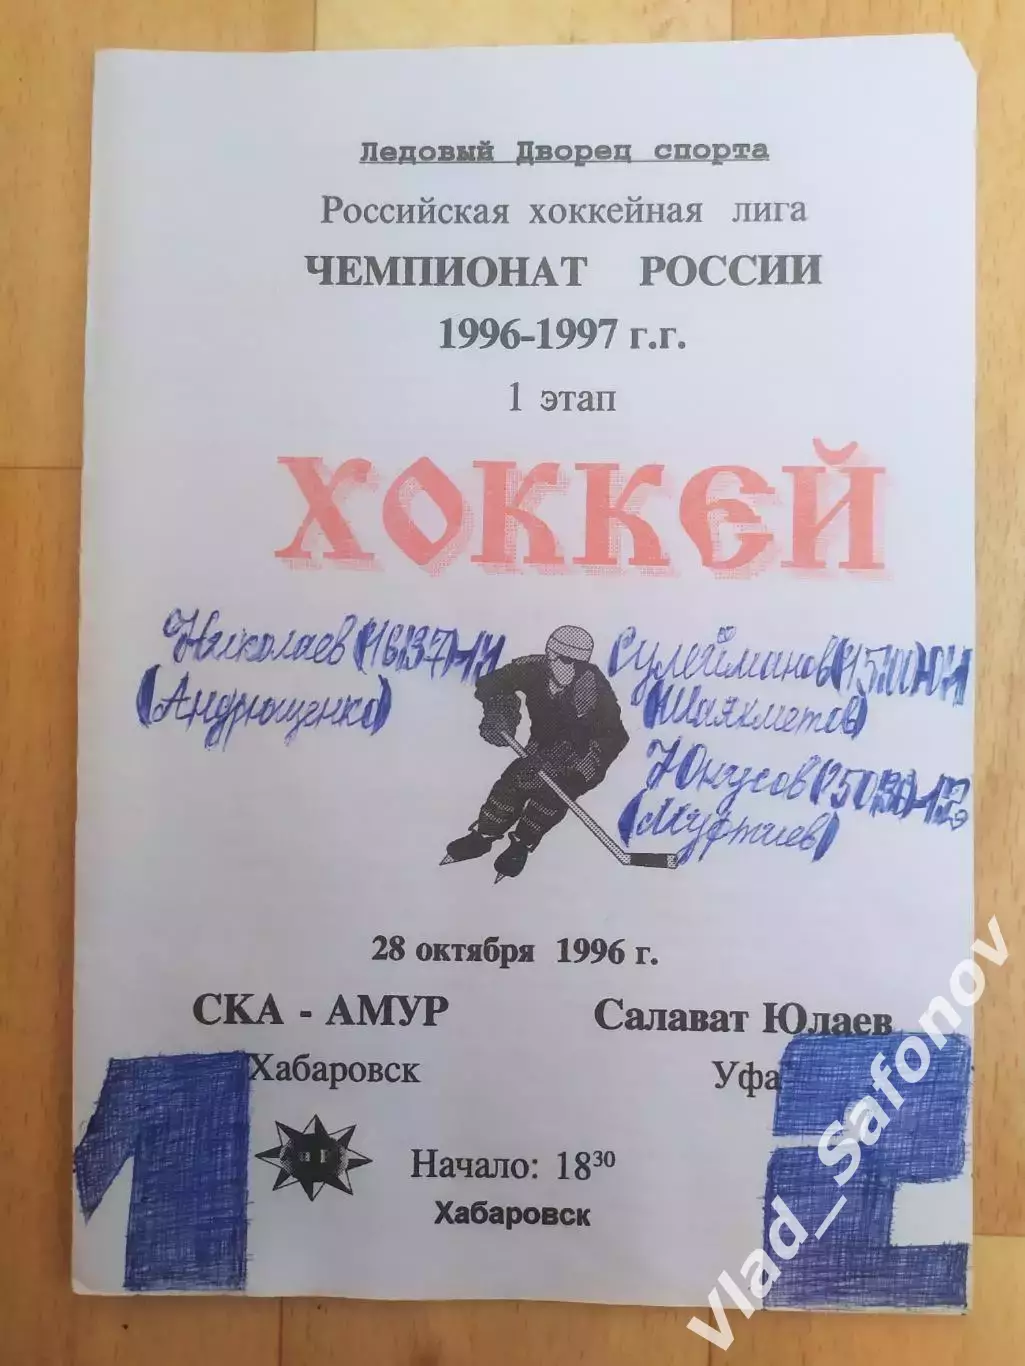 Ледовый Дворец спорта
Российская хоккейная лига
ЧЕМПИОНАТ РОССИИ
1996-1997 г.г.
1 этап
ХОККЕЙ
Николаев
(Андрющенко)
Сулейманов
(Шаяхметов)
Юнусов
(Муфтиев)
28 октября 1996 г.
СКА - АМУР
Салават Юлаев
Хабаровск
Уфа
1
2
Начало: 18³⁰
Хабаровск
Vlad_Safonov